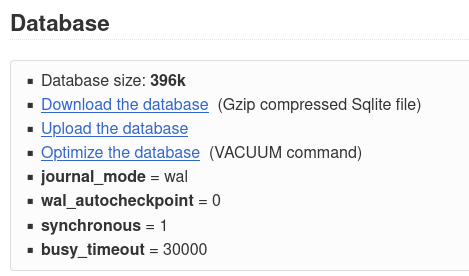 Database
Database size: 396k
Download the database (Gzip compressed Sqlite file)
Upload the database
Optimize the database (VACUUM command)
journal_mode = wal
wal_autocheckpoint = 0
synchronous = 1
busy_timeout = 30000